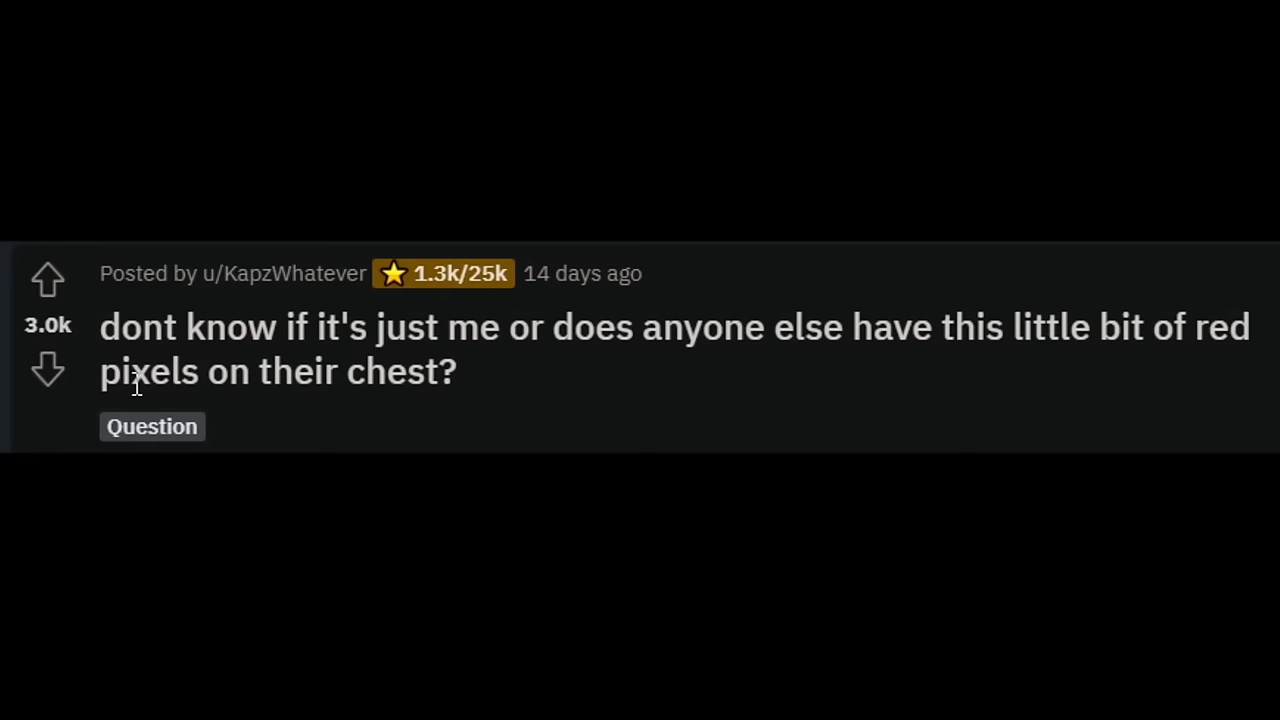 Posted by u/KapzWhatever ⭐ 1.3k/25k 14 days ago
3.0k
dont know if it's just me or does anyone else have this little bit of red
pixels on their chest?
Question